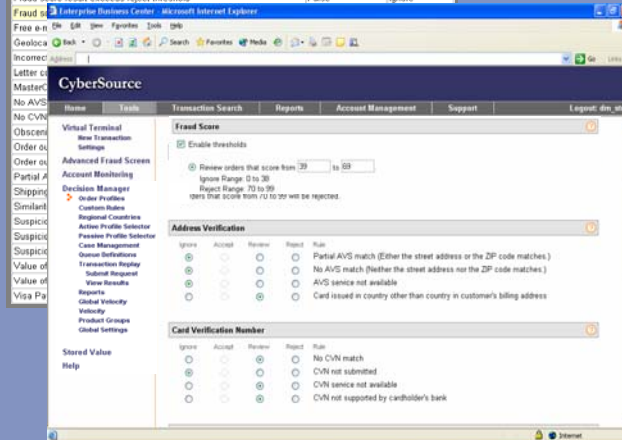 Fraud score result exceeds reject threshold
Fraud s
Free e-m
Geoloca
Incorrect
Letter c
MasterC
No AVS
No CVN
Obsceni
Order ou
Order ou
Partial A
Shipping
Similarit
Suspicio
Suspicio
Suspicio
Value of
Value of
Visa Pa
Enterprise Business Center - Microsoft Internet Explorer
File Edit View Favorites Tools Help
Back Search Favorites Media
Address Go Links
CyberSource
Home Tools Transaction Search Reports Account Management Support Logout: dm_st
Virtual Terminal
New Transaction
Settings
Advanced Fraud Screen
Account Monitoring
Decision Manager
Order Profiles
Custom Rules
Regional Countries
Active Profile Selector
Passive Profile Selector
Case Management
Queue Definitions
Transaction Replay
Submit Request
View Results
Reports
Global Velocity
Velocity
Product Groups
Global Settings
Stored Value
Help
Fraud Score
Enable thresholds
Review orders that score from 39 to 69
Ignore Range: 0 to 38
Reject Range: 70 to 99
rders that score from 70 to 99 will be rejected.
Address Verification
Ignore Accept Review Reject Rule
Partial AVS match (Either the street address or the ZIP code matches.)
No AVS match (Neither the street address nor the ZIP code matches.)
AVS service not available
Card issued in country other than country in customer's billing address
Card Verification Number
Ignore Accept Review Reject Rule
No CVN match
CVN not submitted
CVN service not available
CVN not supported by cardholder's bank
Internet